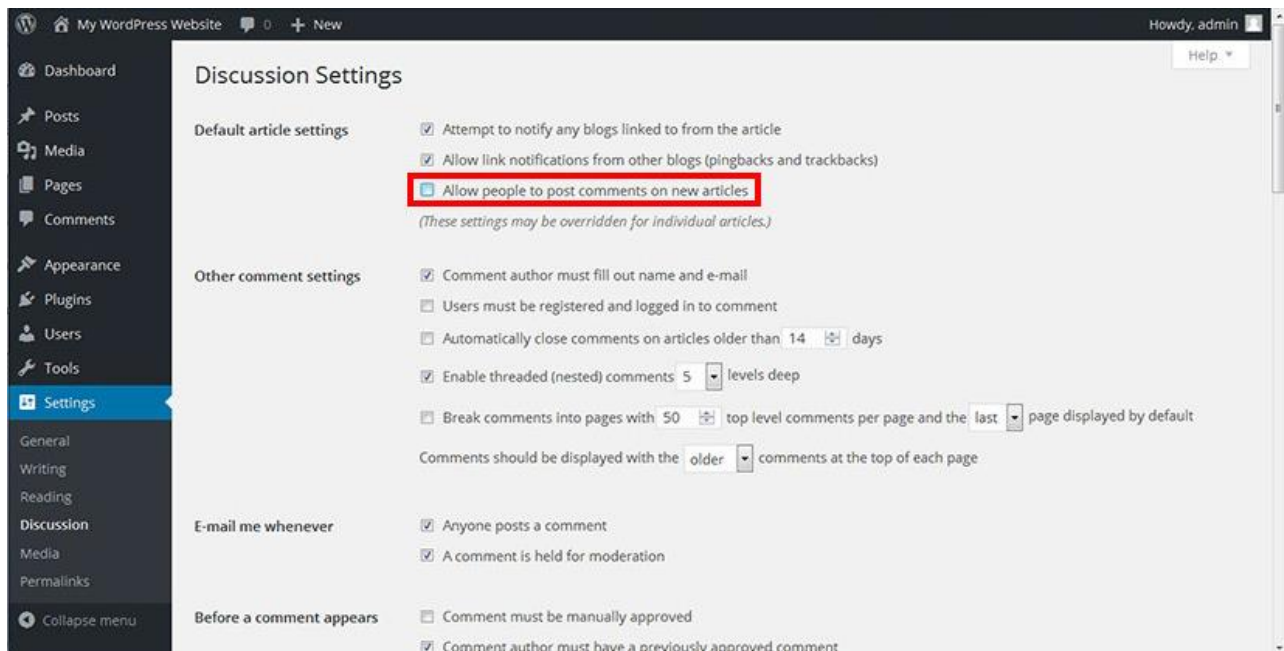 My WordPress Website 0 + New Howdy, admin
Help
Dashboard
Posts
Media
Pages
Comments
Appearance
Plugins
Users
Tools
Settings
General
Writing
Reading
Discussion
Media
Permalinks
Collapse menu
Discussion Settings
Default article settings
Attempt to notify any blogs linked to from the article
Allow link notifications from other blogs (pingbacks and trackbacks)
Allow people to post comments on new articles
(These settings may be overridden for individual articles.)
Other comment settings
Comment author must fill out name and e-mail
Users must be registered and logged in to comment
Automatically close comments on articles older than 14 days
Enable threaded (nested) comments 5 levels deep
Break comments into pages with 50 top level comments per page and the last page displayed by default
Comments should be displayed with the older comments at the top of each page
E-mail me whenever
Anyone posts a comment
A comment is held for moderation
Before a comment appears
Comment must be manually approved
Comment author must have a previously approved comment